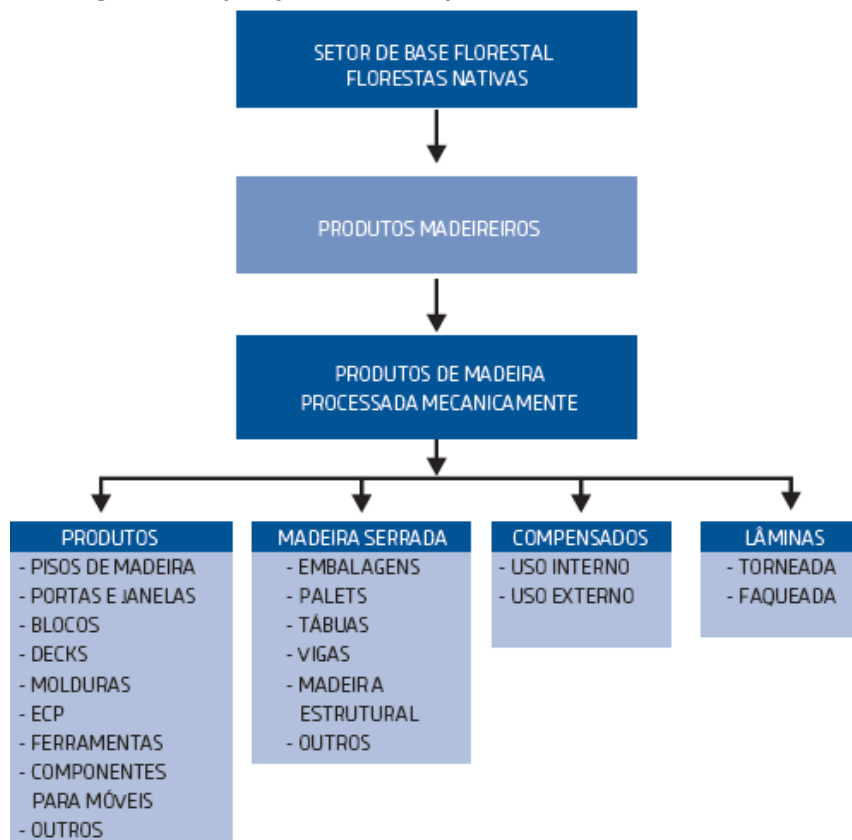 SETOR DE BASE FLORESTAL
FLORESTAS NATIVAS
PRODUTOS MADEIREIROS
PRODUTOS DE MADEIRA
PROCESSADA MECANICAMENTE
PRODUTOS
- PISOS DE MADEIRA
- PORTAS E JANELAS
- BLOCOS
- DECKS
- MOLDURAS
- ECP
- FERRAMENTAS
- COMPONENTES
PARA MÓVEIS
- OUTROS
MADEIRA SERRADA
- EMBALAGENS
- PALETS
- TÁBUAS
- VIGAS
- MADEIRA
ESTRUTURAL
- OUTROS
COMPENSADOS
- USO INTERNO
- USO EXTERNO
LÂMINAS
- TORNEADA
- FAQUEADA